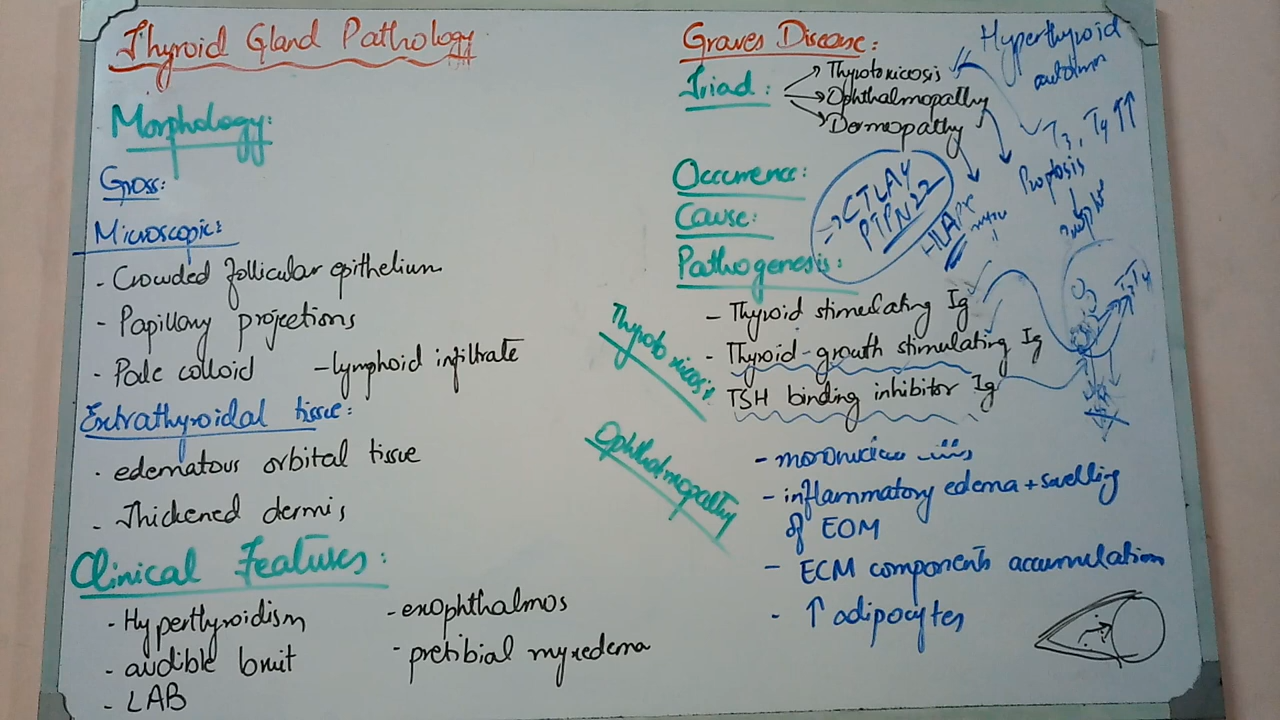 Thyroid Gland Pathology
Morphology:
Gross:
Microscopic:
- Crowded follicular epithelium
- Papillary projections
- Pale colloid - lymphoid infiltrate
Extrathyroidal tissue:
- edematous orbital tissue
- Thickened dermis
Clinical Features:
- Hyperthyroidism - exophthalmos
- audible bruit - pretibial myxedema
- LAB
Graves Disease:
Hyperthyroid
Triad: Thyrotoxicosis
Ophthalmopathy
Dermopathy
T3, T4 ↑↑
Proptosis
Occurrence:
Cause:
→ CTLA4
PTPN22
Pathogenesis:
Thyrotoxicosis
- Thyroid stimulating Ig
- Thyroid-growth stimulating Ig
TSH binding inhibitor Ig
T3T4
Ophthalmopathy
- inflammatory edema + swelling
of EOM
- ECM components accumulation
- ↑ adipocytes